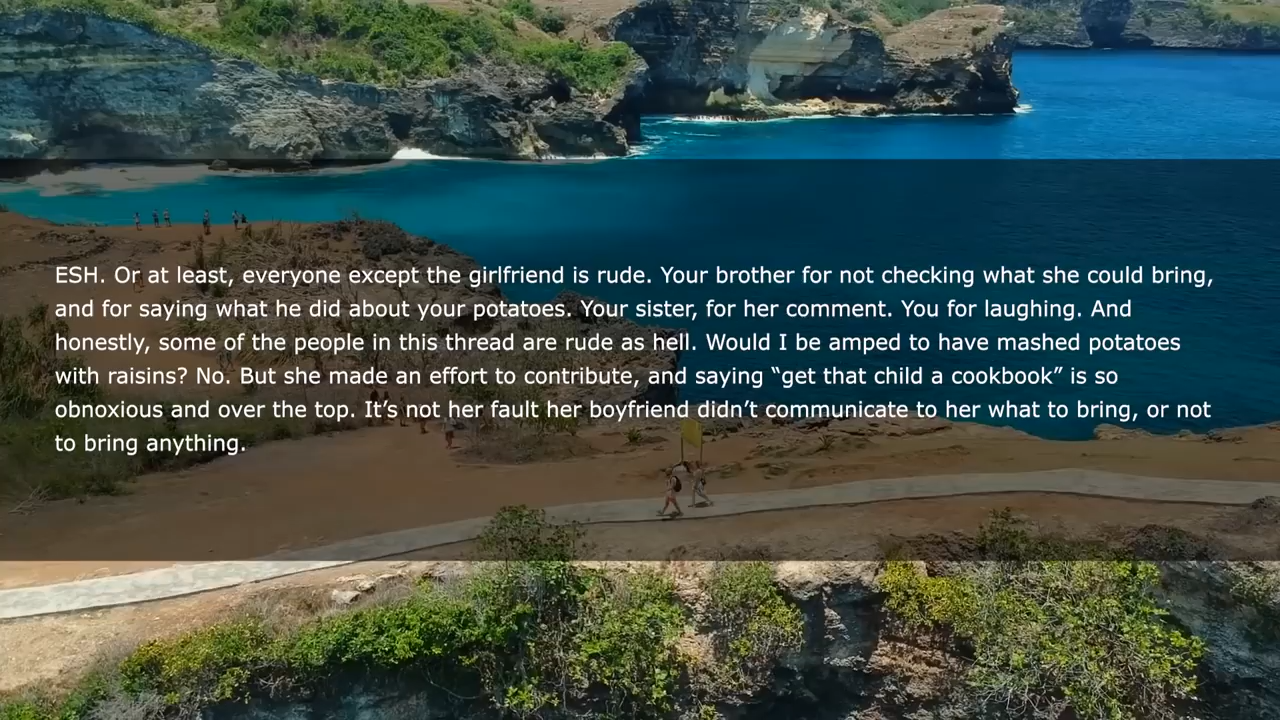 ESH. Or at least, everyone except the girlfriend is rude. Your brother for not checking what she could bring,
and for saying what he did about your potatoes. Your sister, for her comment. You for laughing. And
honestly, some of the people in this thread are rude as hell. Would I be amped to have mashed potatoes
with raisins? No. But she made an effort to contribute, and saying “get that child a cookbook” is so
obnoxious and over the top. It’s not her fault her boyfriend didn’t communicate to her what to bring, or not
to bring anything.